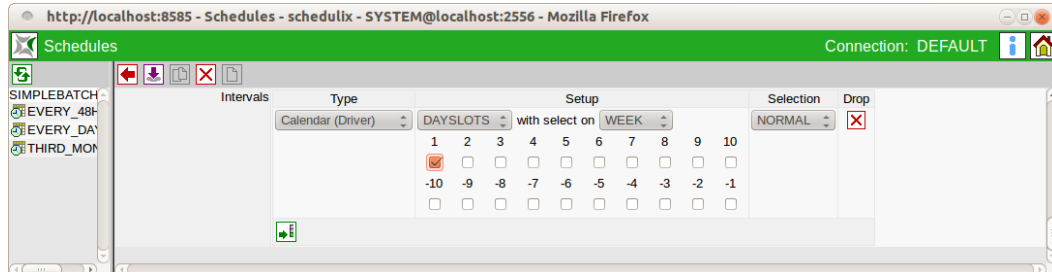 http://localhost:8585 - Schedules - schedulix - SYSTEM@localhost:2556 - Mozilla Firefox
Schedules Connection: DEFAULT
SIMPLEBATCH
EVERY_48H
EVERY_DAY
THIRD_MON
Intervals Type Setup Selection Drop
Calendar (Driver) DAYSLOTS with select on WEEK NORMAL
1 2 3 4 5 6 7 8 9 10
-10 -9 -8 -7 -6 -5 -4 -3 -2 -1